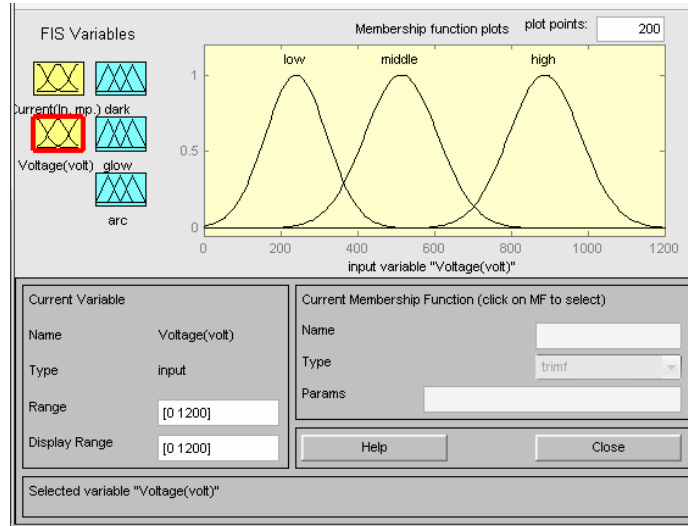 FIS Variables
Membership function plots
plot points:
200
low
middle
high
1
0.5
0
0
200
400
600
800
1000
1200
input variable "Voltage(volt)"
Current(ln. mp.)
dark
Voltage(volt)
glow
arc
Current Variable
Name
Voltage(volt)
Type
input
Range
[0 1200]
Display Range
[0 1200]
Current Membership Function (click on MF to select)
Name
Type
trimf
Params
Help
Close
Selected variable "Voltage(volt)"